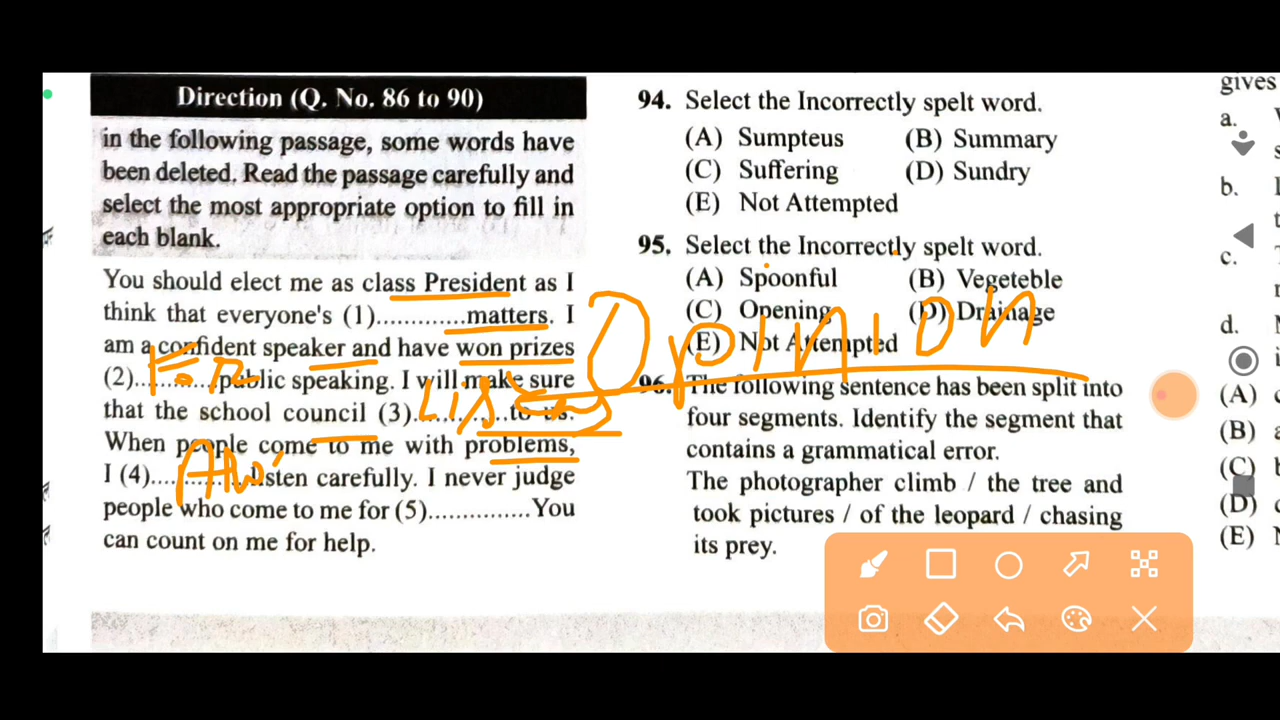 Direction (Q. No. 86 to 90)
in the following passage, some words have
been deleted. Read the passage carefully and
select the most appropriate option to fill in
each blank.
You should elect me as class President as I
think that everyone's (1).............matters. I
am a confident speaker and have won prizes
(2)........../public speaking. I will make sure
that the school council (3).............to us.
When people come to me with problems,
I (4)............listen carefully. I never judge
people who come to me for (5)...............You
can count on me for help.
For
Lis
Alw
Opinion
94. Select the Incorrectly spelt word.
(A) Sumpteus (B) Summary
(C) Suffering (D) Sundry
(E) Not Attempted
95. Select the Incorrectly spelt word.
(A) Spoonful (B) Vegeteble
(C) Opening (D) Drainage
(E) Not Attempted
96. The following sentence has been split into
four segments. Identify the segment that
contains a grammatical error.
The photographer climb / the tree and
took pictures / of the leopard / chasing
its prey.
gives
a.
b.
c.
d.
(A)
(B)
(C)
(D)
(E)